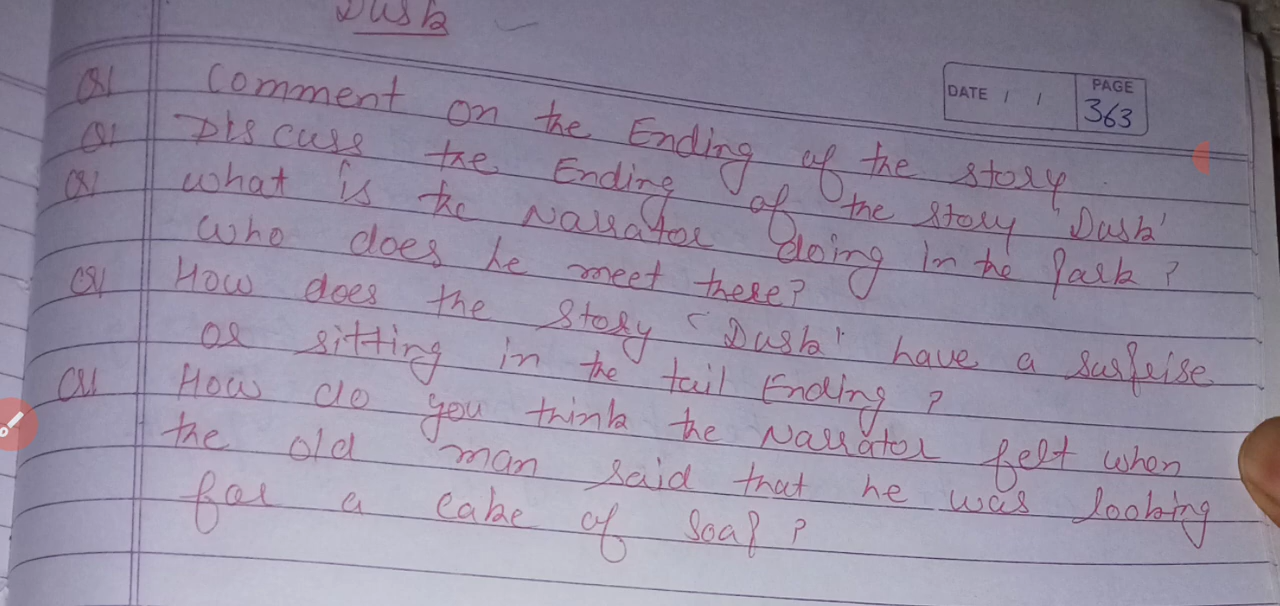 Dusk
Q1 Comment on the Ending of the story.
DATE / / PAGE 363
Q1 Discuss the Ending of the story 'Dusk'
Q1 What is the Narrator doing in the Park?
Who does he meet there?
Q1 How does the story 'Dusk' have a surprise
or sitting in the tail Ending?
Q1 How do you think the Narrator felt when
the old man said that he was looking
for a cake of soap?